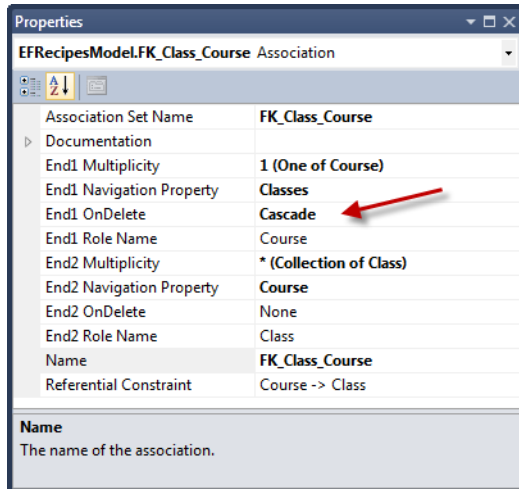 Properties
EFRecipesModel.FK_Class_Course Association
Association Set Name FK_Class_Course
Documentation
End1 Multiplicity 1 (One of Course)
End1 Navigation Property Classes
End1 OnDelete Cascade
End1 Role Name Course
End2 Multiplicity * (Collection of Class)
End2 Navigation Property Course
End2 OnDelete None
End2 Role Name Class
Name FK_Class_Course
Referential Constraint Course -> Class
Name
The name of the association.